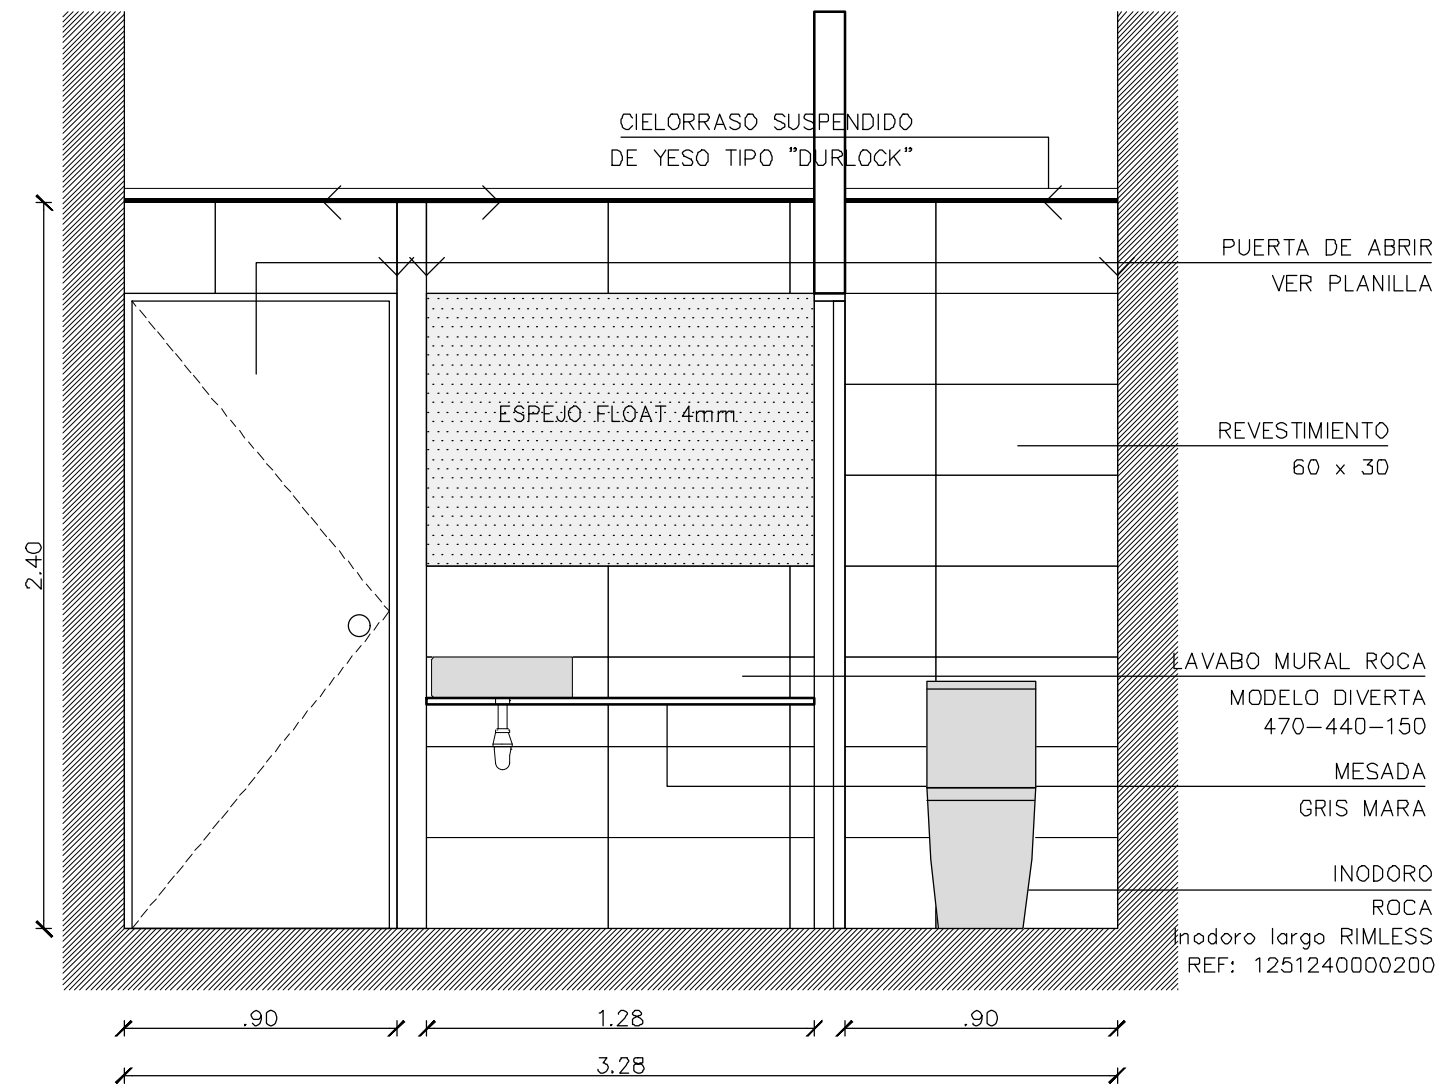 CIELORRASO SUSPENDIDO
DE YESO TIPO "DURLOCK"
PUERTA DE ABRIR
VER PLANILLA
ESPEJO FLOAT 4mm
REVESTIMIENTO
60 x 30
2.40
LAVABO MURAL ROCA
MODELO DIVERTA
470-440-150
MESADA
GRIS MARA
INODORO
ROCA
Inodoro largo RIMLESS
REF: 1251240000200
.90
1.28
.90
3.28